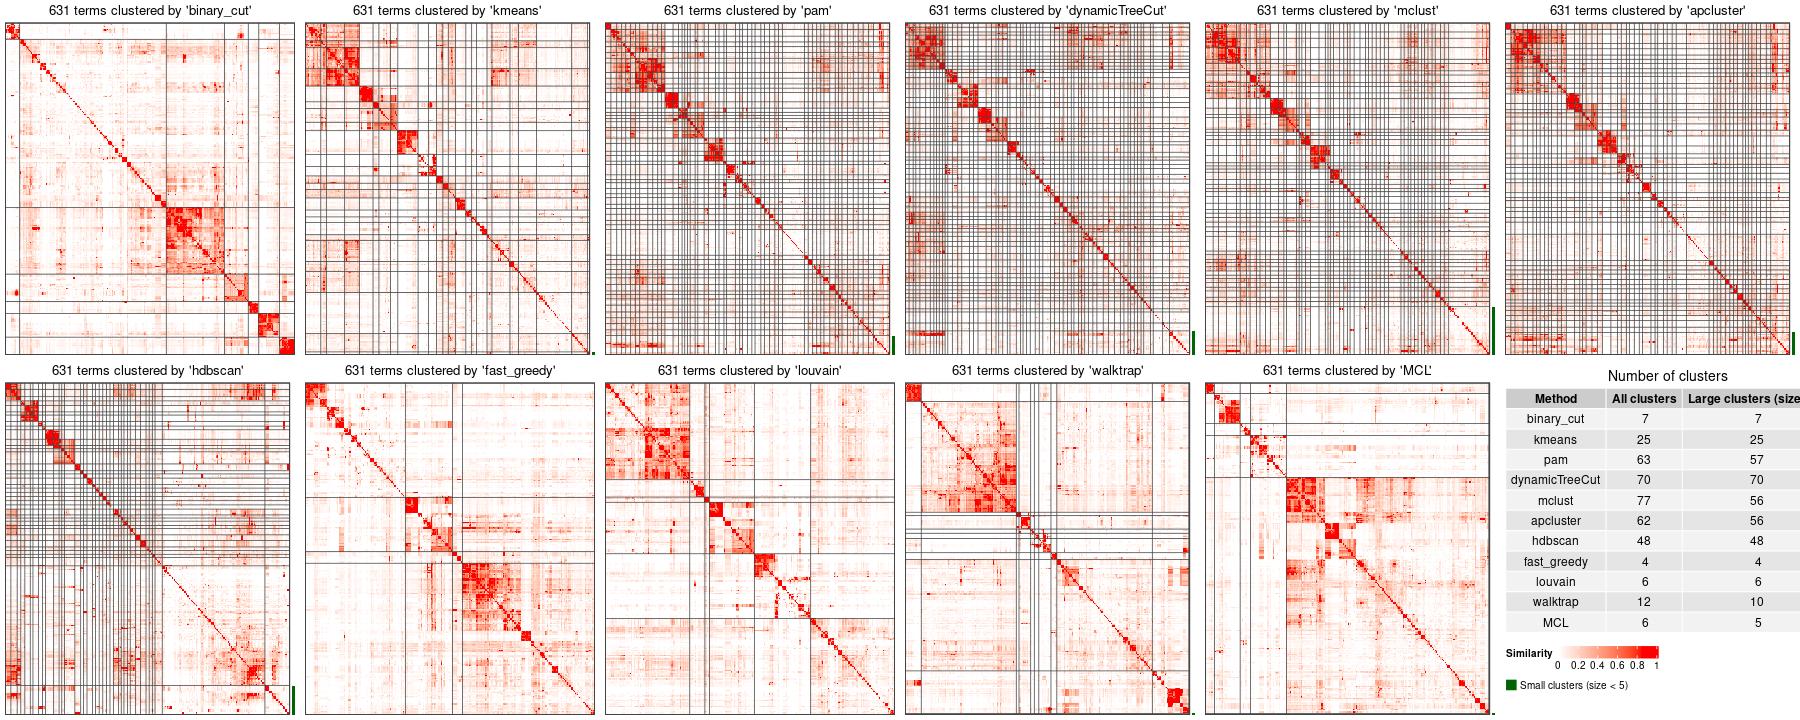 631 terms clustered by 'binary_cut'
631 terms clustered by 'kmeans'
631 terms clustered by 'pam'
631 terms clustered by 'dynamicTreeCut'
631 terms clustered by 'mclust'
631 terms clustered by 'apcluster'
631 terms clustered by 'hdbscan'
631 terms clustered by 'fast_greedy'
631 terms clustered by 'louvain'
631 terms clustered by 'walktrap'
631 terms clustered by 'MCL'
Number of clusters
Method All clusters Large clusters (size
binary_cut 7 7
kmeans 25 25
pam 63 57
dynamicTreeCut 70 70
mclust 77 56
apcluster 62 56
hdbscan 48 48
fast_greedy 4 4
louvain 6 6
walktrap 12 10
MCL 6 5
Similarity
0 0.2 0.4 0.6 0.8 1
Small clusters (size < 5)